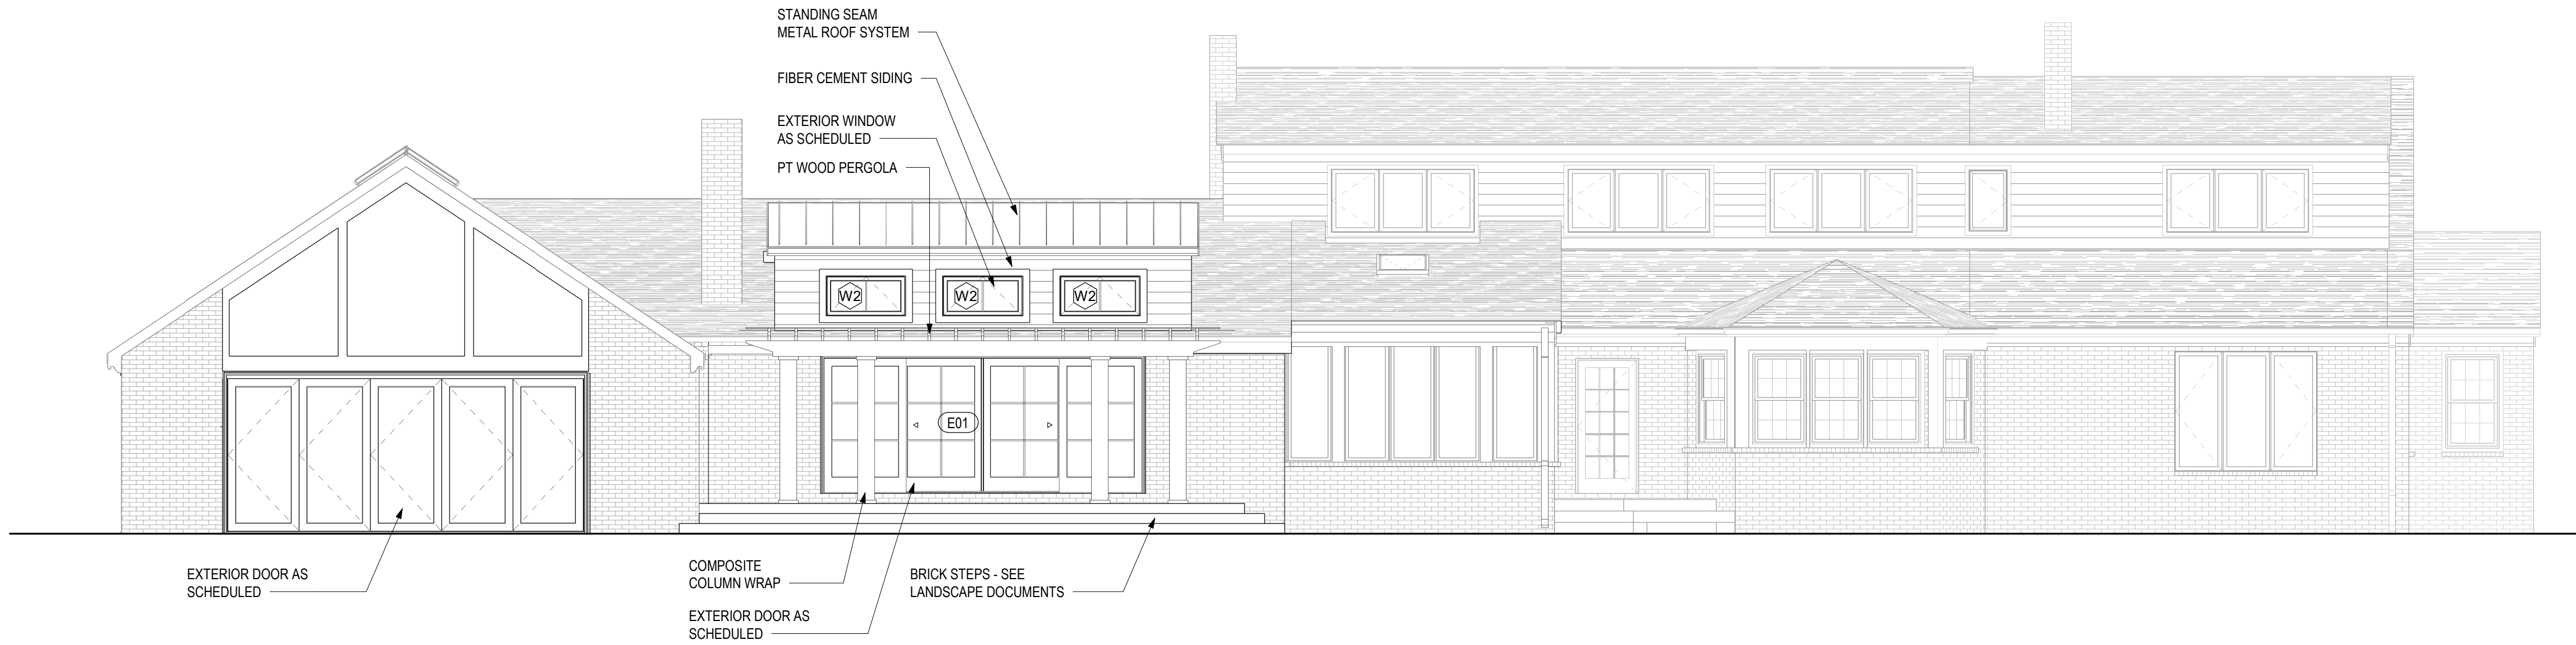 STANDING SEAM
METAL ROOF SYSTEM
FIBER CEMENT SIDING
EXTERIOR WINDOW
AS SCHEDULED
PT WOOD PERGOLA
W2
W2
W2
E01
EXTERIOR DOOR AS
SCHEDULED
COMPOSITE
COLUMN WRAP
EXTERIOR DOOR AS
SCHEDULED
BRICK STEPS - SEE
LANDSCAPE DOCUMENTS